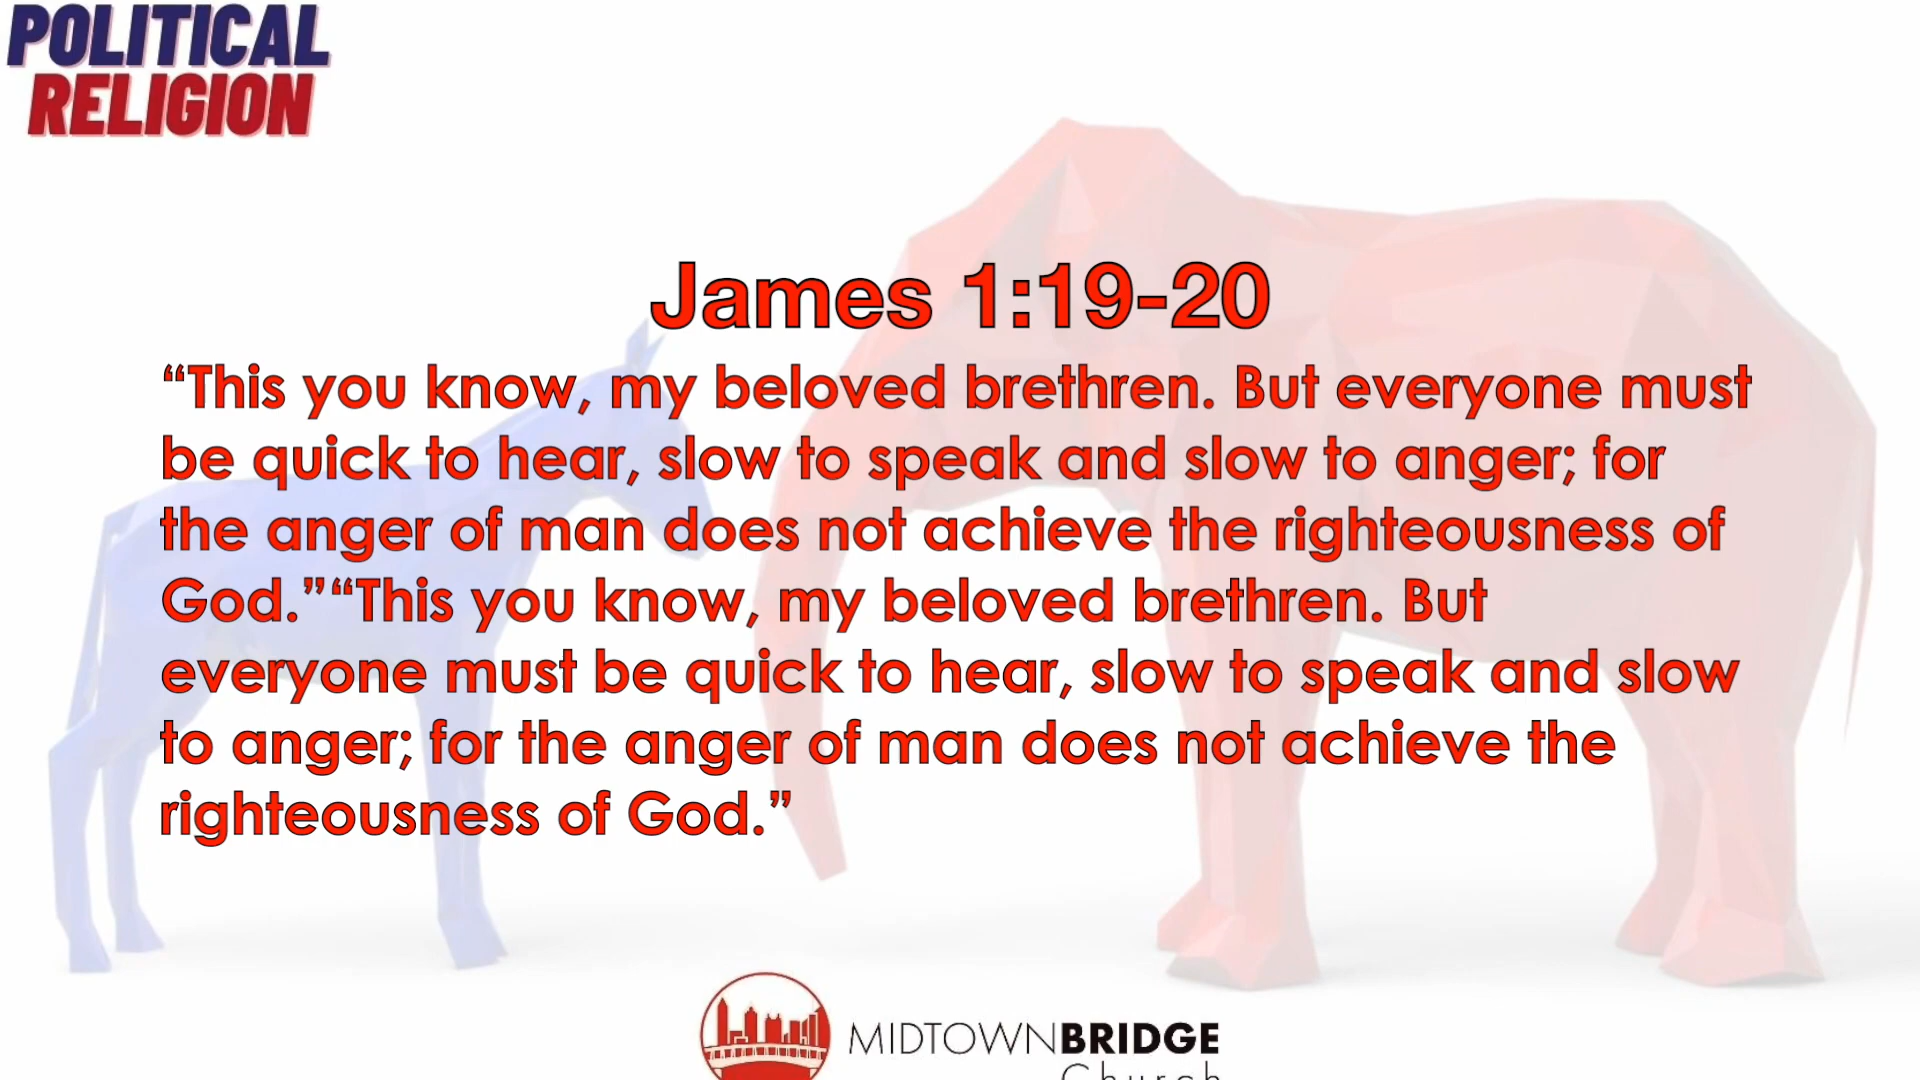 POLITICAL
RELIGION
James 1:19-20
“This you know, my beloved brethren. But everyone must
be quick to hear, slow to speak and slow to anger; for
the anger of man does not achieve the righteousness of
God.”“This you know, my beloved brethren. But
everyone must be quick to hear, slow to speak and slow
to anger; for the anger of man does not achieve the
righteousness of God.”
MIDTOWNBRIDGE
Church